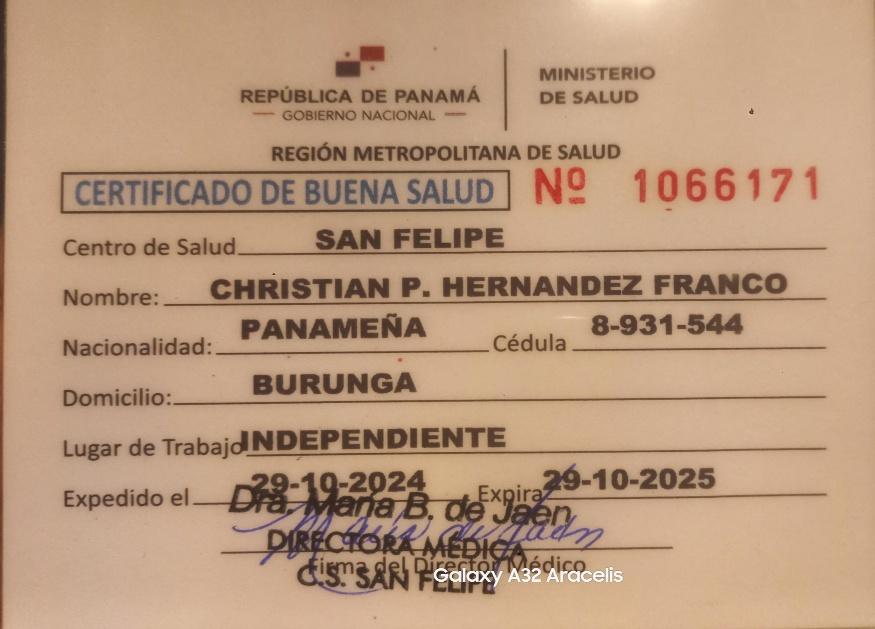 REPÚBLICA DE PANAMÁ
GOBIERNO NACIONAL
MINISTERIO
DE SALUD
REGIÓN METROPOLITANA DE SALUD
CERTIFICADO DE BUENA SALUD Nº 1066171
Centro de Salud SAN FELIPE
Nombre: CHRISTIAN P. HERNANDEZ FRANCO
Nacionalidad: PANAMEÑA Cédula 8-931-544
Domicilio: BURUNGA
Lugar de Trabajo INDEPENDIENTE
Expedido el 29-10-2024 Expira 29-10-2025
Dra. María B. de Jaén
María de Jaén
DIRECTORA MÉDICA
Firma del Director Médico
C.S. SAN FELIPE
Galaxy A32 Aracelis